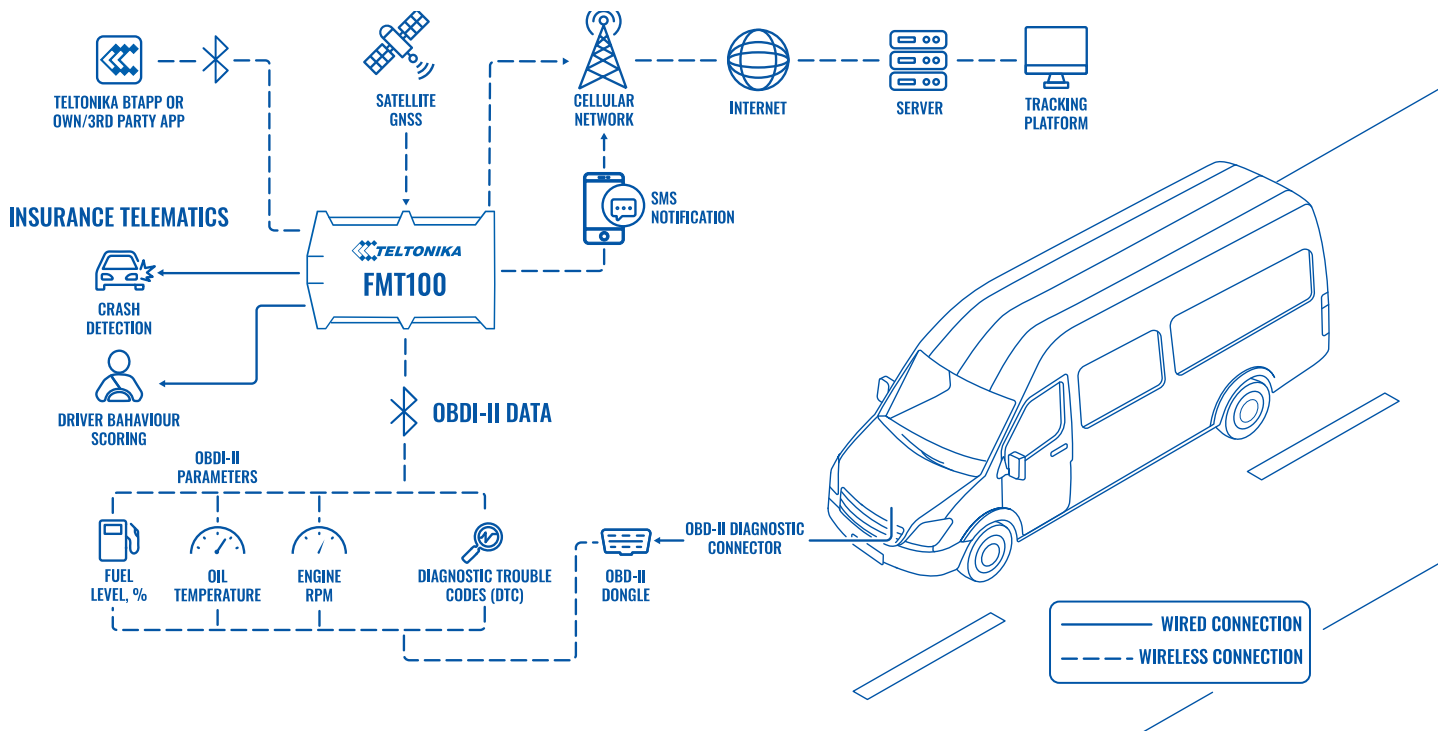 TELTONIKA BTAPP OR
OWN/3RD PARTY APP
SATELLITE
GNSS
CELLULAR
NETWORK
INTERNET
SERVER
TRACKING
PLATFORM
SMS
NOTIFICATION
INSURANCE TELEMATICS
TELTONIKA
FMT100
CRASH
DETECTION
DRIVER BAHAVIOUR
SCORING
OBDI-II DATA
OBDI-II
PARAMETERS
FUEL
LEVEL, %
OIL
TEMPERATURE
ENGINE
RPM
DIAGNOSTIC TROUBLE
CODES (DTC)
OBD-II
DONGLE
OBD-II DIAGNOSTIC
CONNECTOR
WIRED CONNECTION
WIRELESS CONNECTION